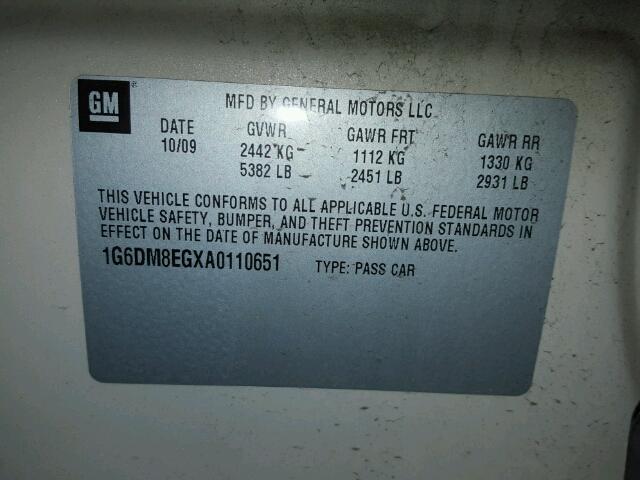 GM
MFD BY GENERAL MOTORS LLC
DATE GVWR GAWR FRT GAWR RR
10/09 2442 KG 1112 KG 1330 KG
5382 LB 2451 LB 2931 LB
THIS VEHICLE CONFORMS TO ALL APPLICABLE U.S. FEDERAL MOTOR
VEHICLE SAFETY, BUMPER, AND THEFT PREVENTION STANDARDS IN
EFFECT ON THE DATE OF MANUFACTURE SHOWN ABOVE.
1G6DM8EGXA0110651 TYPE: PASS CAR